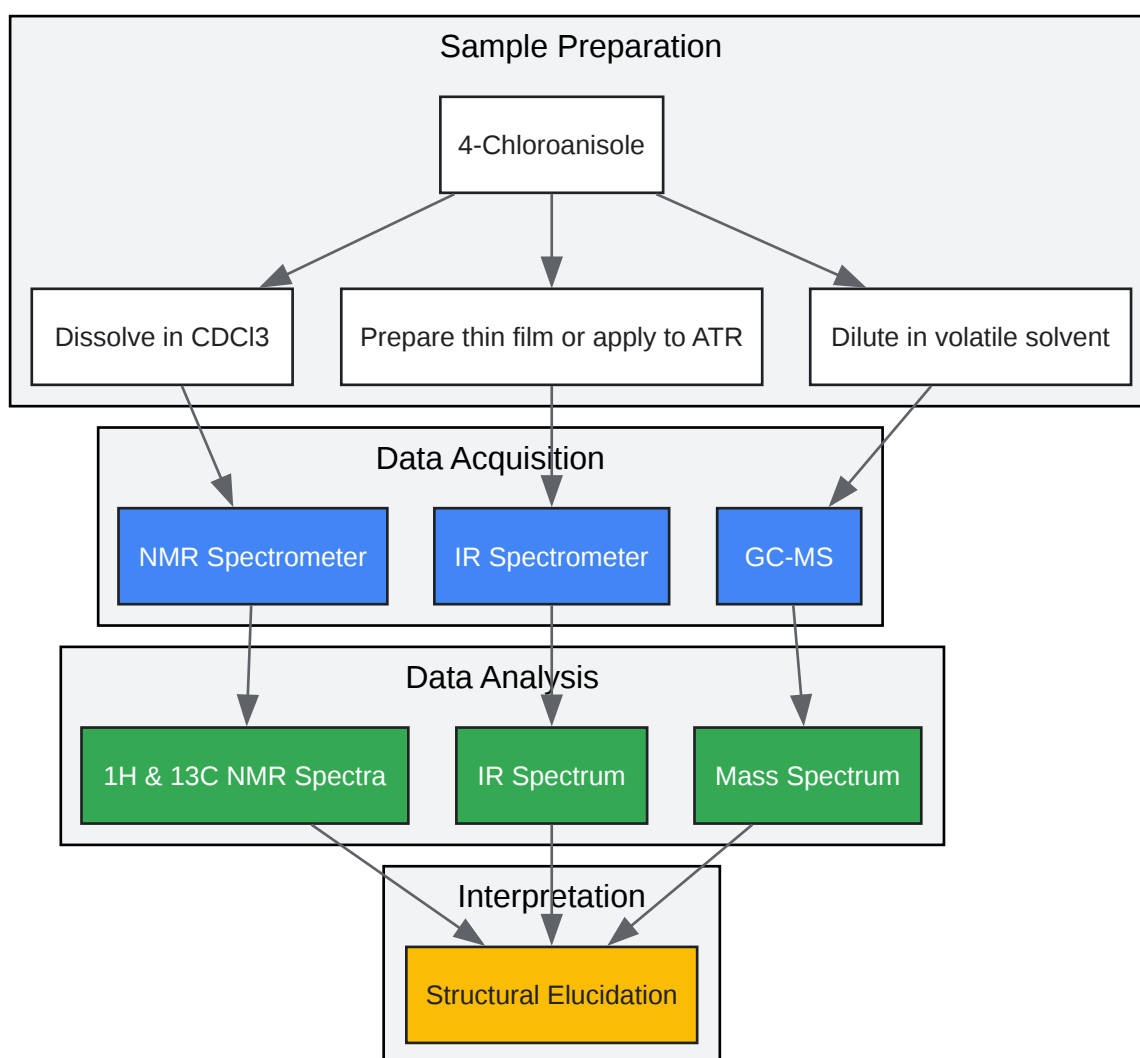 Sample Preparation
4-Chloroanisole
Dissolve in CDCl3
Prepare thin film or apply to ATR
Dilute in volatile solvent
Data Acquisition
NMR Spectrometer
IR Spectrometer
GC-MS
Data Analysis
1H & 13C NMR Spectra
IR Spectrum
Mass Spectrum
Interpretation
Structural Elucidation